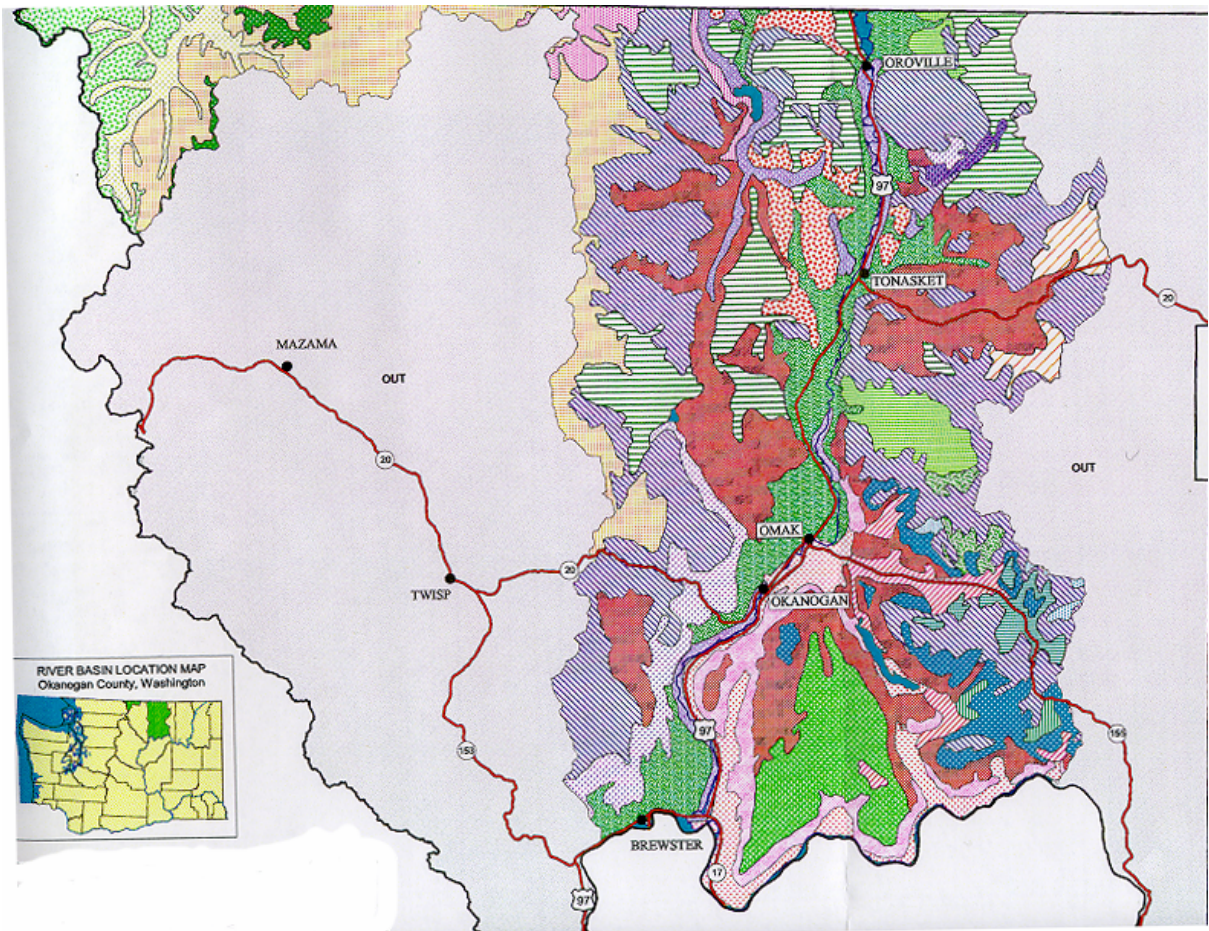 OROVILLE
97
TONASKET
20
MAZAMA
OUT
20
OUT
OMAK
20
TWISP
OKANOGAN
RIVER BASIN LOCATION MAP
Okanogan County, Washington
97
153
155
BREWSTER
17
97